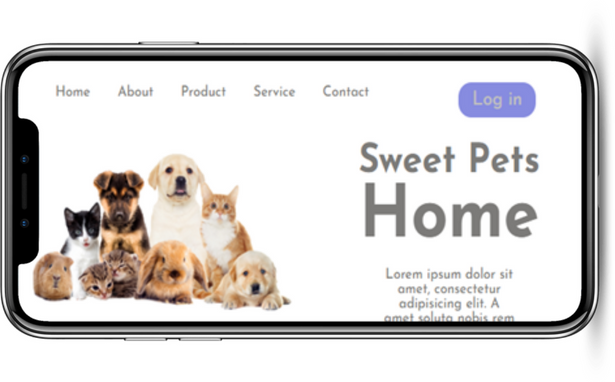 Home About Product Service Contact Log in
Sweet Pets
Home
Lorem ipsum dolor sit
amet, consectetur
adipisicing elit. A
amet soluta nobis rem